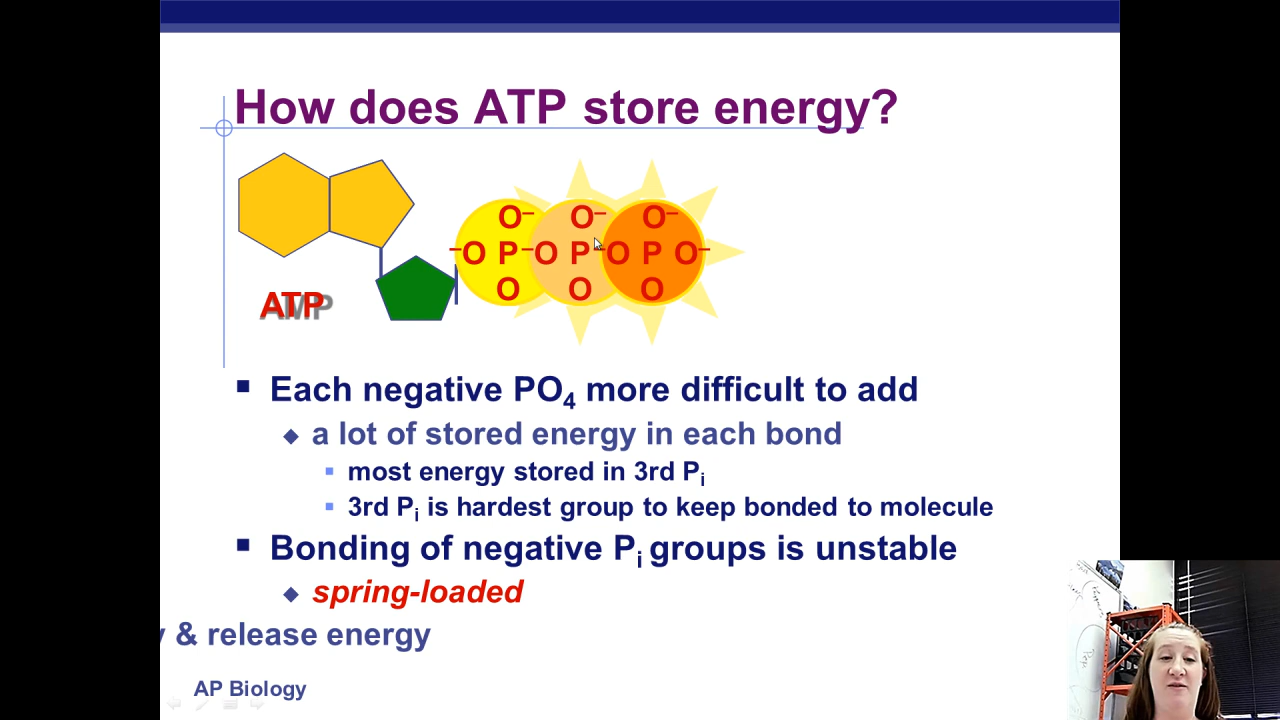 How does ATP store energy?
O– O– O–
–O P –O P –O P O–
O O O
ATP
Each negative PO4 more difficult to add
a lot of stored energy in each bond
most energy stored in 3rd Pi
3rd Pi is hardest group to keep bonded to molecule
Bonding of negative Pi groups is unstable
spring-loaded
& release energy
AP Biology